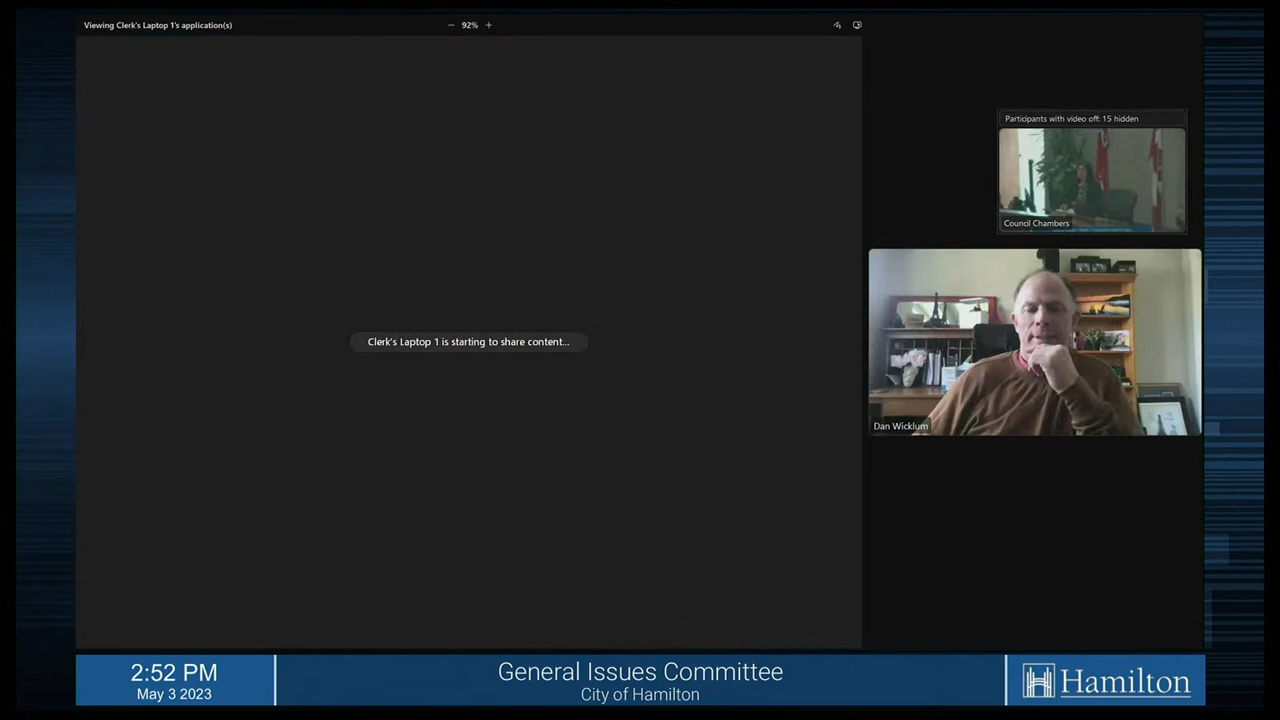 Viewing Clerk's Laptop 1's application(s)
92%
Participants with video off: 15 hidden
Council Chambers
Clerk's Laptop 1 is starting to share content...
Dan Wicklum
2:52 PM
May 3 2023
General Issues Committee
City of Hamilton
Hamilton